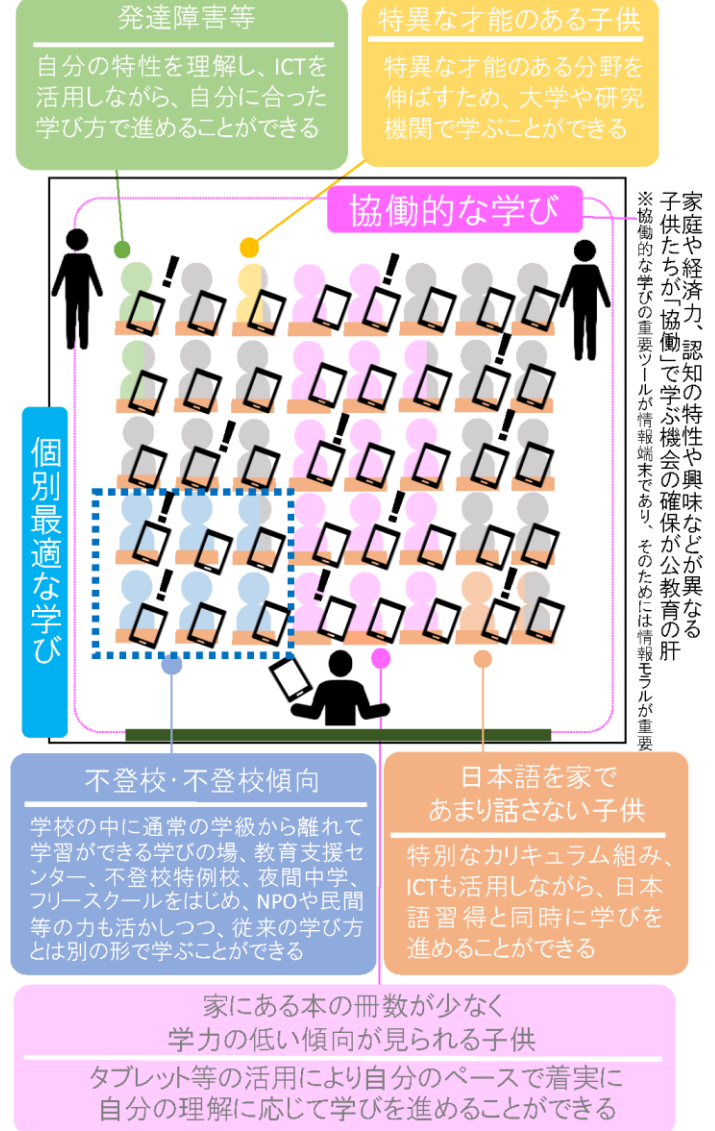 発達障害等
自分の特性を理解し、ICTを
活用しながら、自分に合った
学び方で進めることができる
特異な才能のある子供
特異な才能のある分野を
伸ばすため、大学や研究
機関で学ぶことができる
協働的な学び
家庭や経済力、認知の特性や興味などが異なる
子供たちが「協働」で学ぶ機会の確保が公教育の肝
※協働的な学びの重要ツールが情報端末であり、そのためには情報モラルが重要
個別最適な学び
!
!
!
!
!
!
!
!
!
不登校・不登校傾向
学校の中に通常の学級から離れて
学習ができる学びの場、教育支援セ
ンター、不登校特例校、夜間中学、
フリースクールをはじめ、NPOや民間
等の力も活かしつつ、従来の学び方
とは別の形で学ぶことができる
日本語を家で
あまり話さない子供
特別なカリキュラム組み、
ICTも活用しながら、日本
語習得と同時に学びを
進めることができる
家にある本の冊数が少なく
学力の低い傾向が見られる子供
タブレット等の活用により自分のペースで着実に
自分の理解に応じて学びを進めることができる